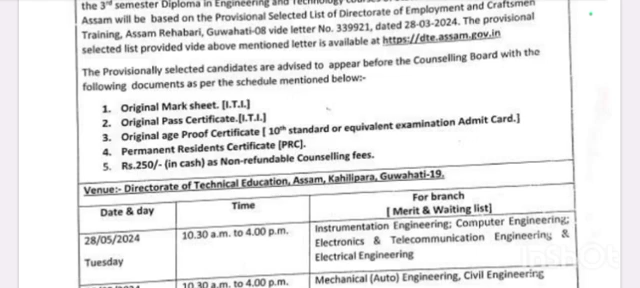 the 3rd semester Diploma in Engineering and Technology
Assam will be based on the Provisional Selected List of Directorate of Employment and Craftsmen
Training, Assam Rehabari, Guwahati-08 vide letter No. 339921, dated 28-03-2024. The provisional
selected list provided vide above mentioned letter is available at https://dte.assam.gov.in
The Provisionally selected candidates are advised to appear before the Counselling Board with the
following documents as per the schedule mentioned below:-
1. Original Mark sheet. [I.T.I.]
2. Original Pass Certificate.[I.T.I.]
3. Original age Proof Certificate [ 10th standard or equivalent examination Admit Card.]
4. Permanent Residents Certificate [PRC].
5. Rs.250/- (in cash) as Non-refundable Counselling fees.
Venue:- Directorate of Technical Education, Assam, Kahilipara, Guwahati-19.
Date & day
Time
For branch
[ Merit & Waiting list]
28/05/2024
Tuesday
10.30 a.m. to 4.00 p.m.
Instrumentation Engineering; Computer Engineering;
Electronics & Telecommunication Engineering &
Electrical Engineering
10.30 a.m. to 4.00 p.m.
Mechanical (Auto) Engineering, Civil Engineering
InShot